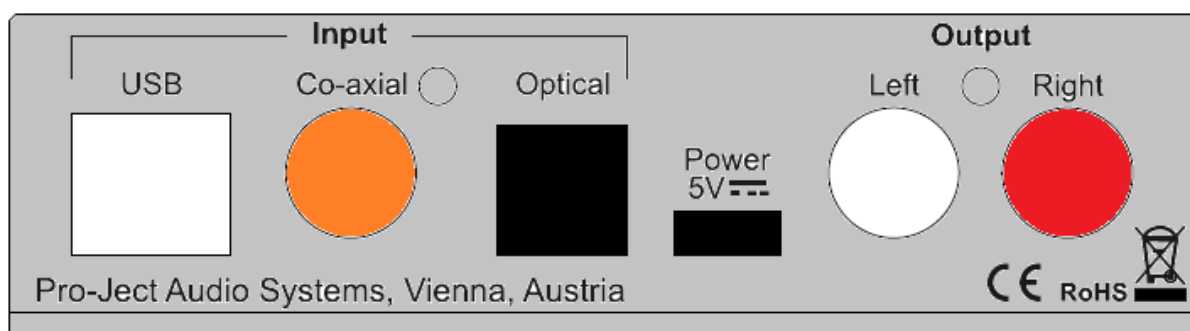 Input
Output
USB
Co-axial
Optical
Left
Right
Power
5V
Pro-Ject Audio Systems, Vienna, Austria
CE RoHS